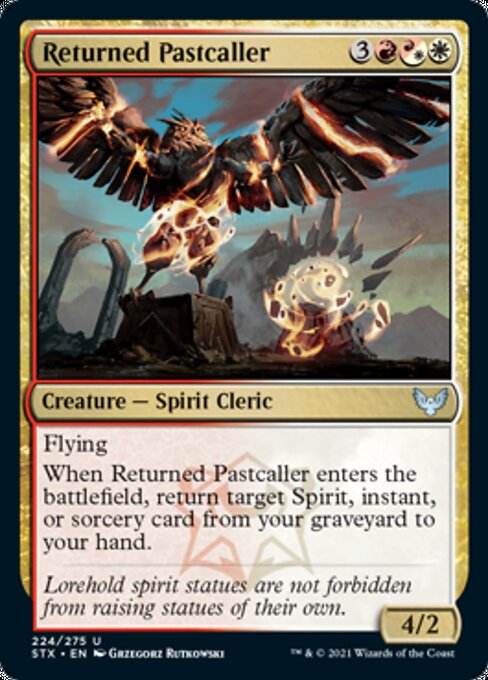 Returned Pastcaller 3
Creature — Spirit Cleric
Flying
When Returned Pastcaller enters the
battlefield, return target Spirit, instant,
or sorcery card from your graveyard to
your hand.
Lorehold spirit statues are not forbidden
from raising statues of their own.
4/2
224/275 U
STX • EN Grzegorz Rutkowski
™ & © 2021 Wizards of the Coast